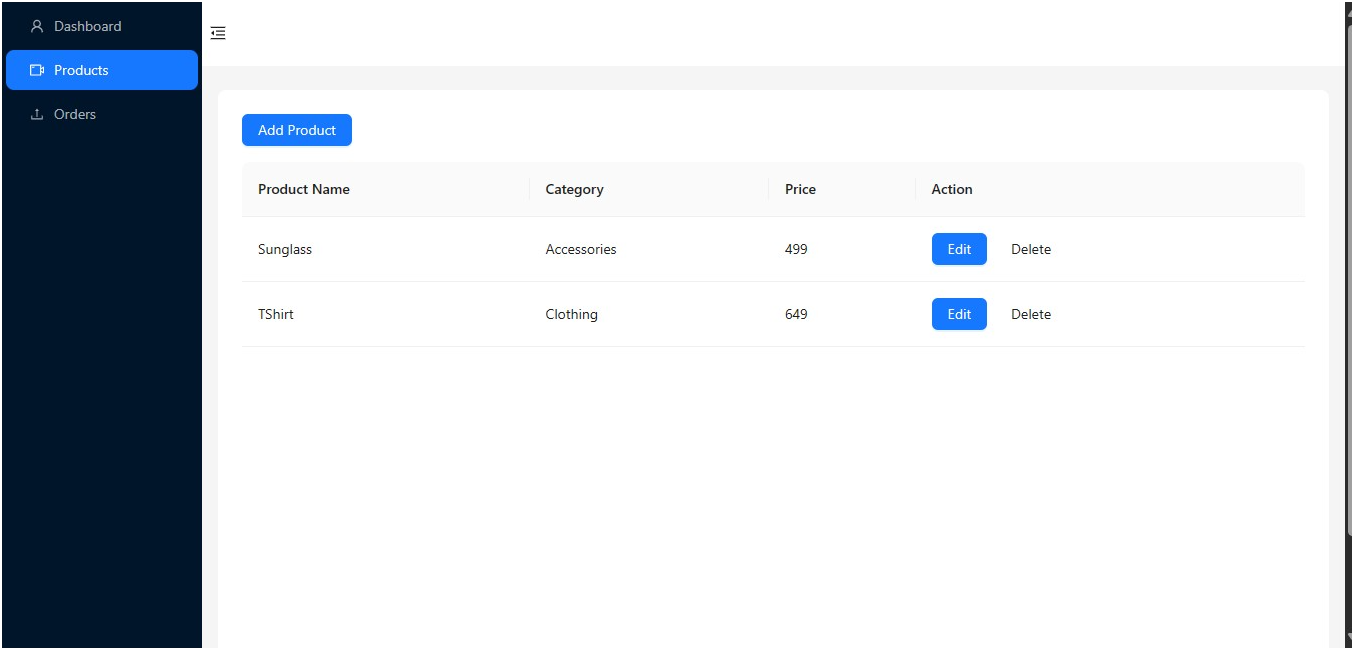 Dashboard
Products
Orders
Add Product
Product Name Category Price Action
Sunglass Accessories 499 Edit Delete
TShirt Clothing 649 Edit Delete